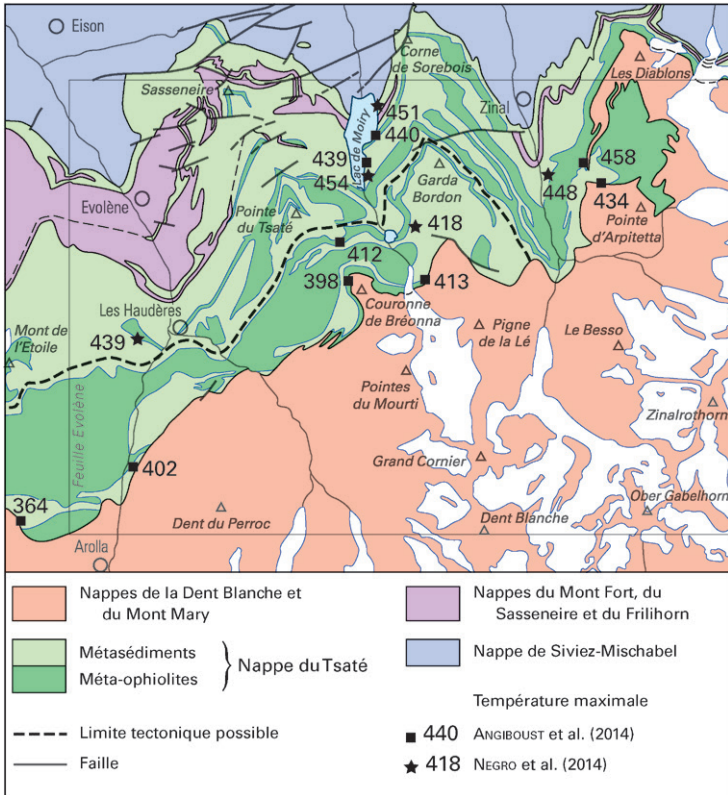 Eison
Corne
de Sorebois
Les Diablons
Sasseneire
Zinal
451
440
Lac de Moiry
439
454
458
448
434
Garda
Bordon
Evolène
Pointe
du Tsaté
418
Pointe
d'Arpitetta
412
398
413
Les Haudères
Couronne
de Bréonna
Mont de
l'Etoile
439
Pigne
de la Lé
Le Besso
Pointes
du Mourti
Zinalrothorn
Feuille Evolène
402
Grand Cornier
364
Dent du Perroc
Dent Blanche
Ober Gabelhorn
Arolla
Nappes de la Dent Blanche et
du Mont Mary
Nappes du Mont Fort, du
Sasseneire et du Frilihorn
Métasédiments
Méta-ophiolites
Nappe du Tsaté
Nappe de Siviez-Mischabel
Température maximale
Limite tectonique possible
440 ANGIBOUST et al. (2014)
Faille
418 NEGRO et al. (2014)